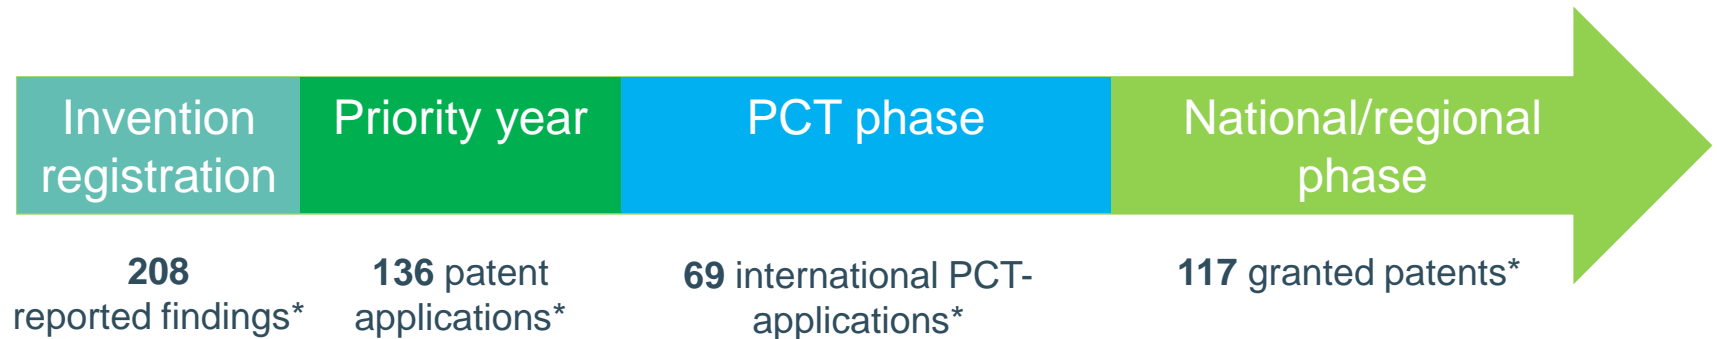 Invention
registration
Priority year
PCT phase
National/regional
phase
208
reported findings*
136 patent
applications*
69 international PCT-
applications*
117 granted patents*